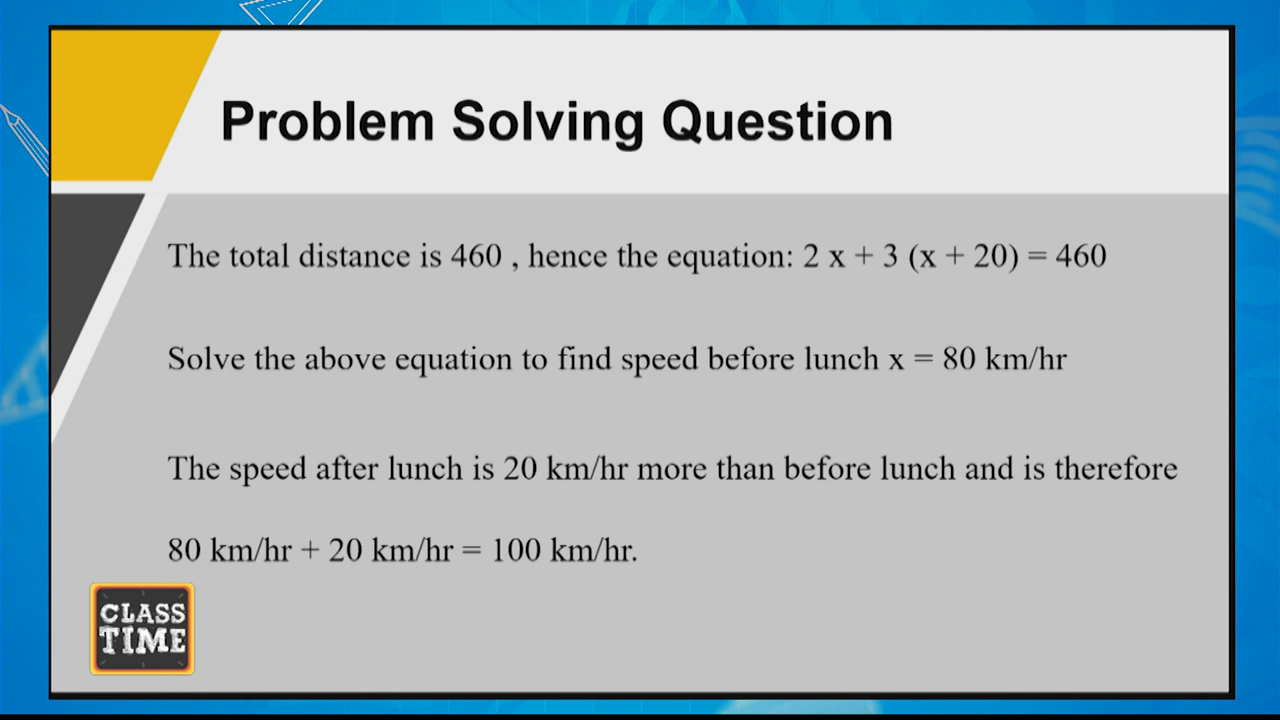 Problem Solving Question
The total distance is 460 , hence the equation: 2 x + 3 (x + 20) = 460
Solve the above equation to find speed before lunch x = 80 km/hr
The speed after lunch is 20 km/hr more than before lunch and is therefore
80 km/hr + 20 km/hr = 100 km/hr.
CLASS
TIME